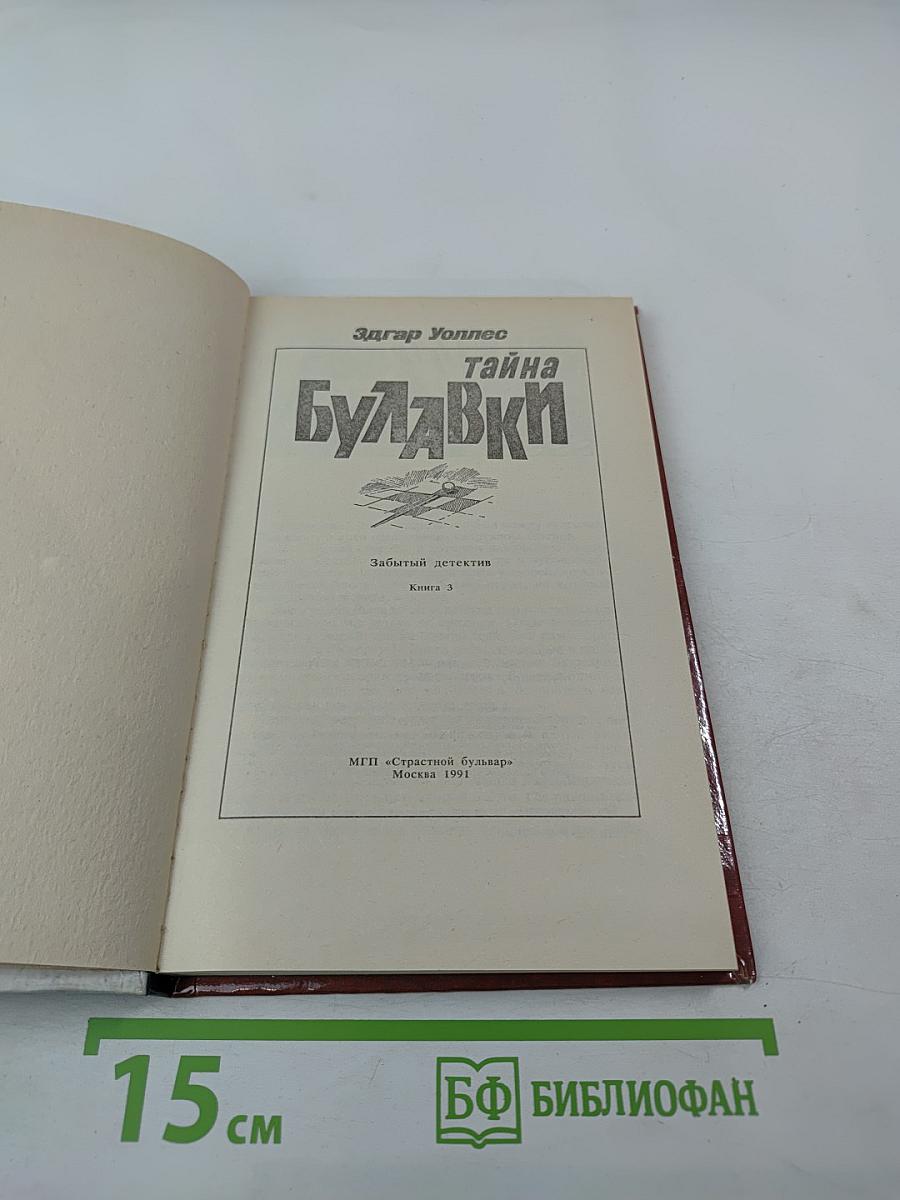 Эдгар Уоллес
тайна
БУЛАВКИ
Забытый детектив
Книга 3
МГП «Страстной бульвар»
Москва 1991
15 см
БФ БИБЛИОФАН